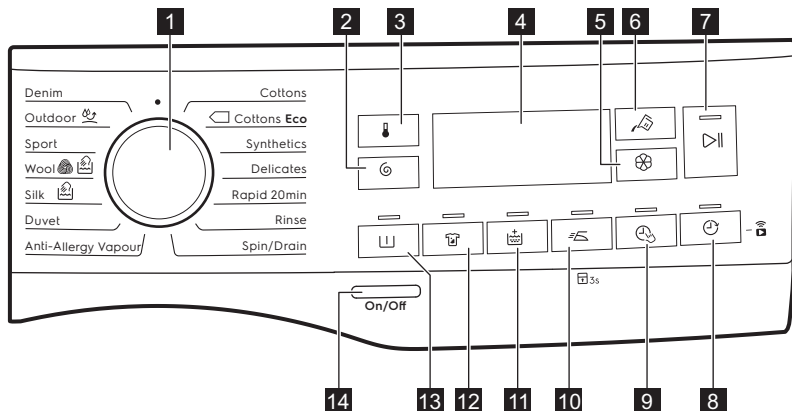 1
2
3
4
5
6
7
Denim
Outdoor
Sport
Wool
Silk
Duvet
Anti-Allergy Vapour
Cottons
Cottons Eco
Synthetics
Delicates
Rapid 20min
Rinse
Spin/Drain
3s
On/Off
14
13
12
11
10
9
8